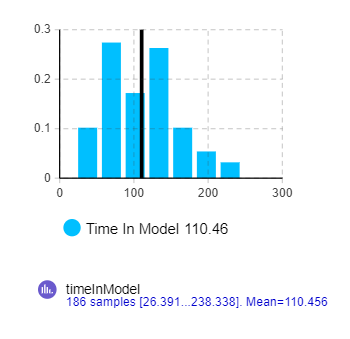 0.3
0.2
0.1
0
0 100 200 300
Time In Model 110.46
timeInModel
186 samples [26.391...238.338]. Mean=110.456